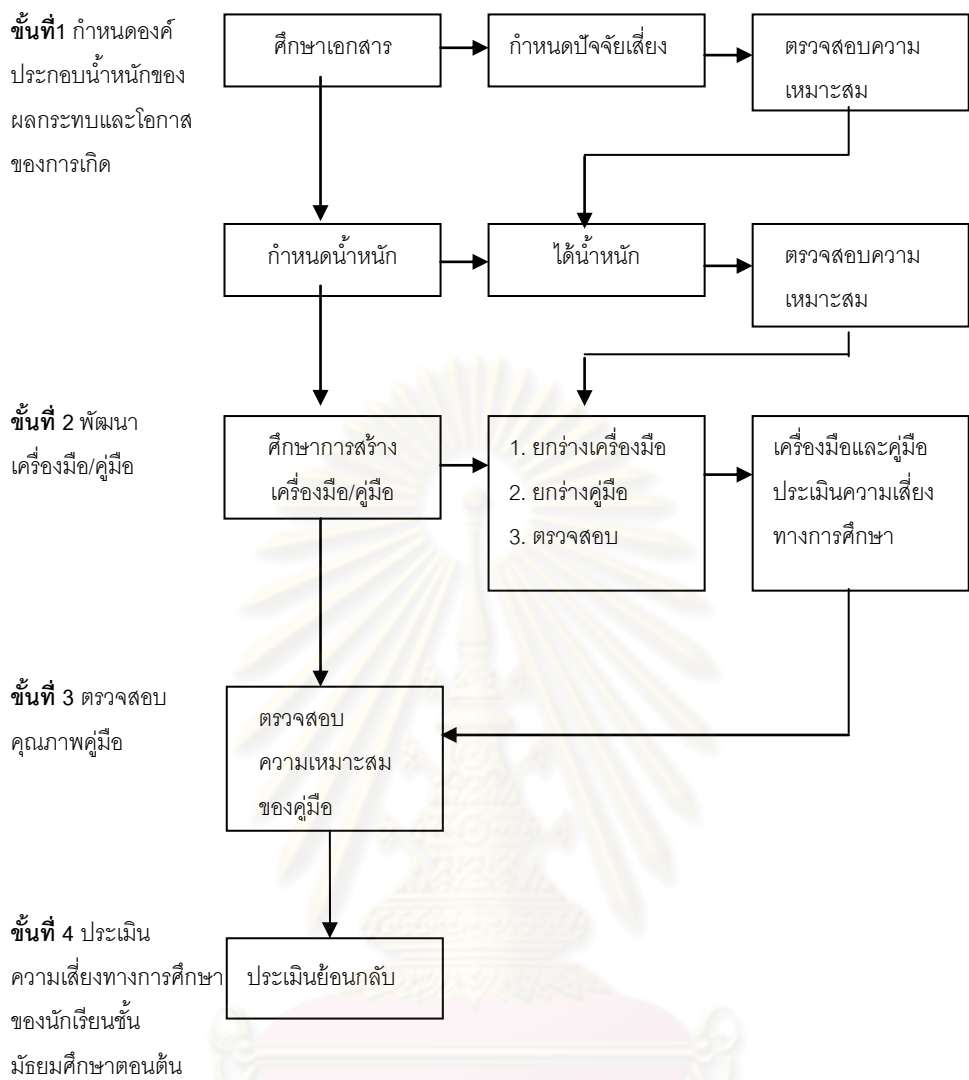 ขั้นที่1 กำหนดองค์
ประกอบน้ำหนักของ
ผลกระทบและโอกาส
ของการเกิด
ศึกษาเอกสาร
กำหนดปัจจัยเสี่ยง
ตรวจสอบความ
เหมาะสม
กำหนดน้ำหนัก
ได้น้ำหนัก
ตรวจสอบความ
เหมาะสม
ขั้นที่ 2 พัฒนา
เครื่องมือ/คู่มือ
ศึกษาการสร้าง
เครื่องมือ/คู่มือ
1. ยกร่างเครื่องมือ
2. ยกร่างคู่มือ
3. ตรวจสอบ
เครื่องมือและคู่มือ
ประเมินความเสี่ยง
ทางการศึกษา
ขั้นที่ 3 ตรวจสอบ
คุณภาพคู่มือ
ตรวจสอบ
ความเหมาะสม
ของคู่มือ
ขั้นที่ 4 ประเมิน
ความเสี่ยงทางการศึกษา
ของนักเรียนชั้น
มัธยมศึกษาตอนต้น
ประเมินย้อนกลับ